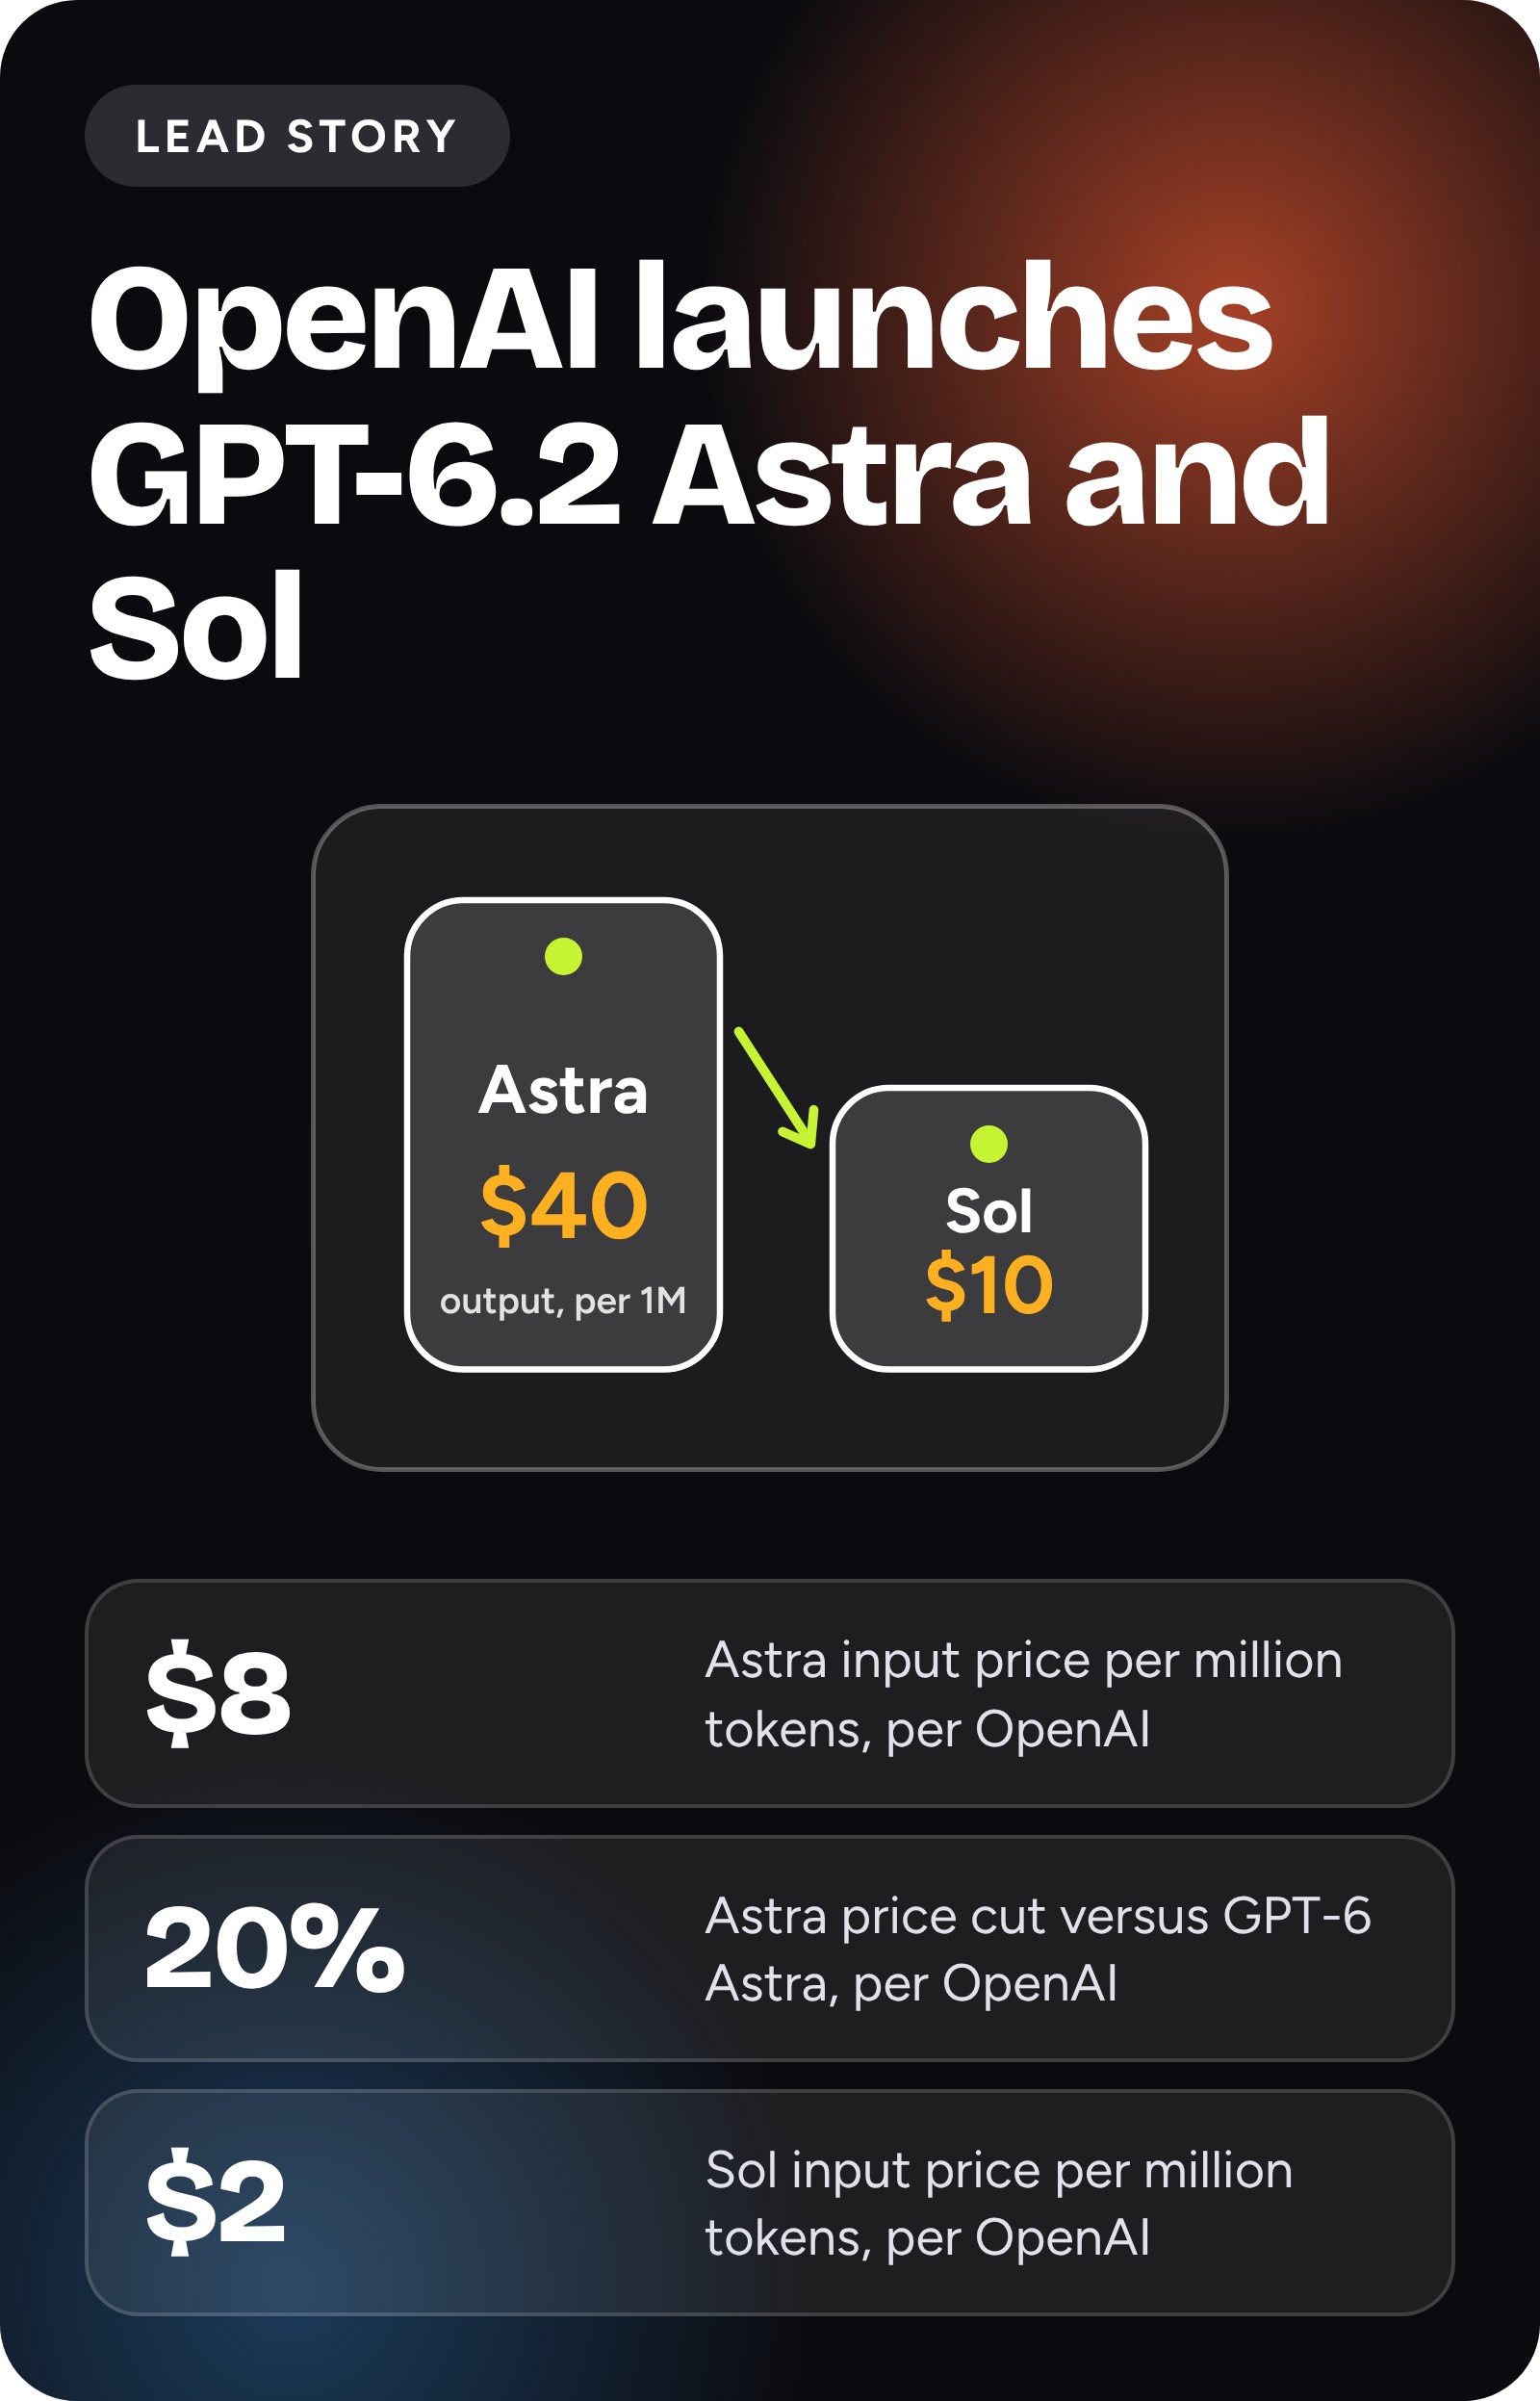 LEAD STORY
OpenAI launches
GPT-6.2 Astra and
Sol
Astra
$40
output, per 1M
Sol
$10
$8
Astra input price per million
tokens, per OpenAI
20%
Astra price cut versus GPT-6
Astra, per OpenAI
$2
Sol input price per million
tokens, per OpenAI